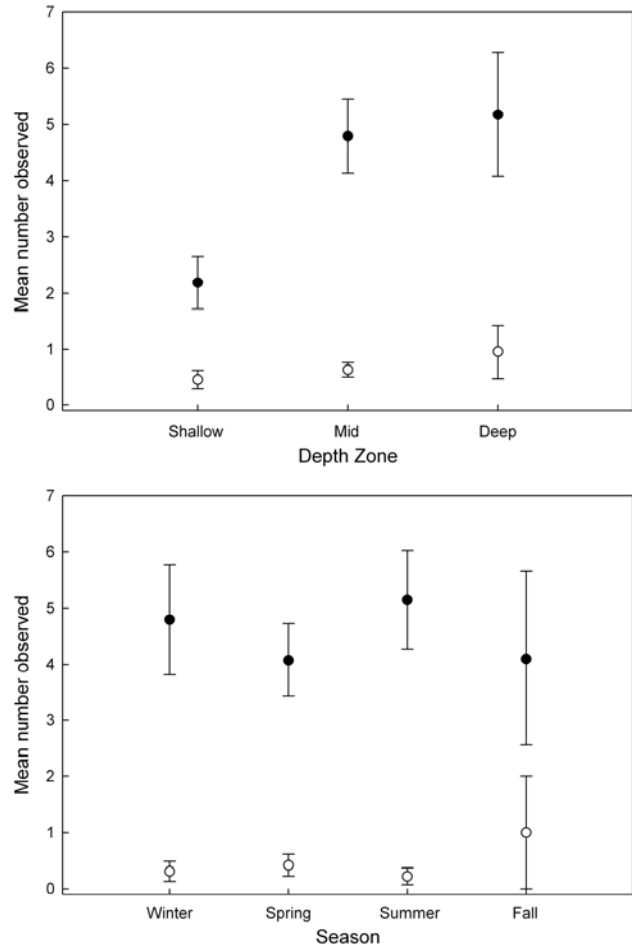 7
6
5
4
3
2
1
0
Mean number observed
Shallow Mid Deep
Depth Zone
7
6
5
4
3
2
1
0
Mean number observed
Winter Spring Summer Fall
Season